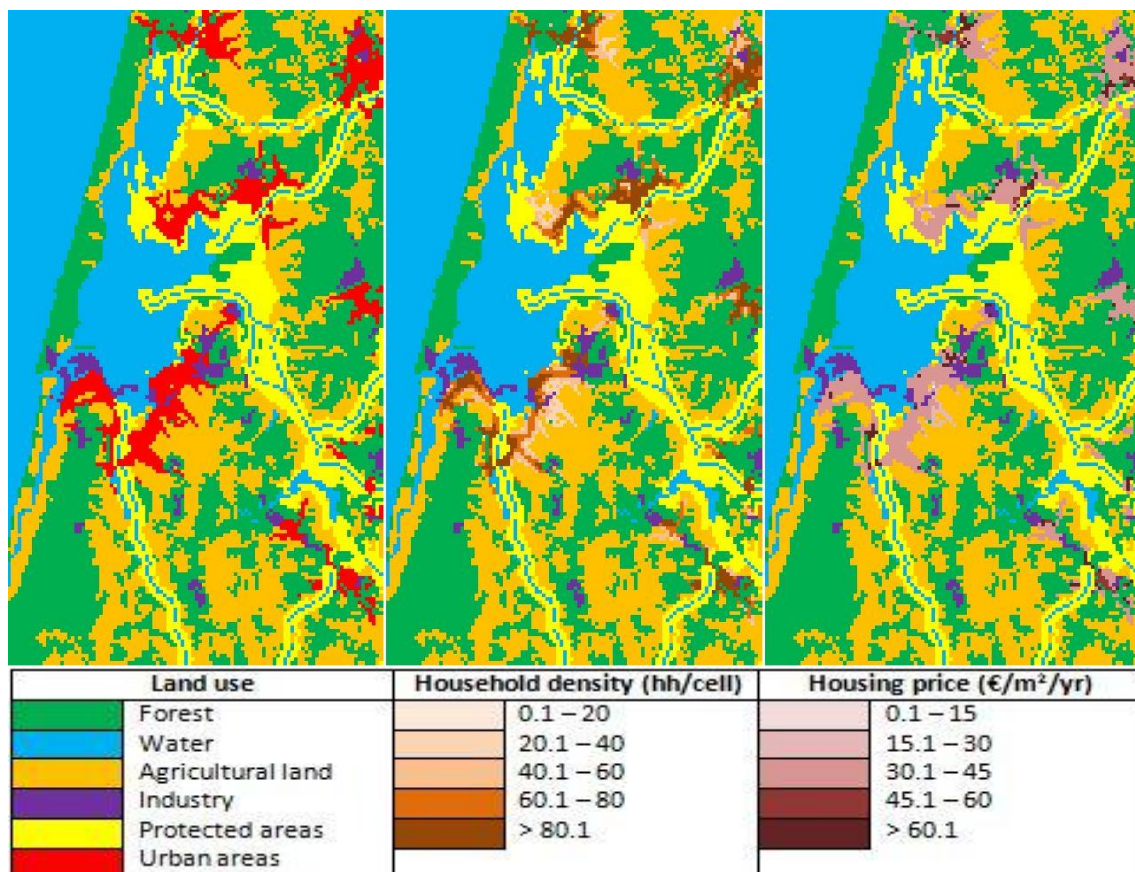 Land use
Forest
Water
Agricultural land
Industry
Protected areas
Urban areas
Household density (hh/cell)
0.1 – 20
20.1 – 40
40.1 – 60
60.1 – 80
> 80.1
Housing price (€/m²/yr)
0.1 – 15
15.1 – 30
30.1 – 45
45.1 – 60
> 60.1